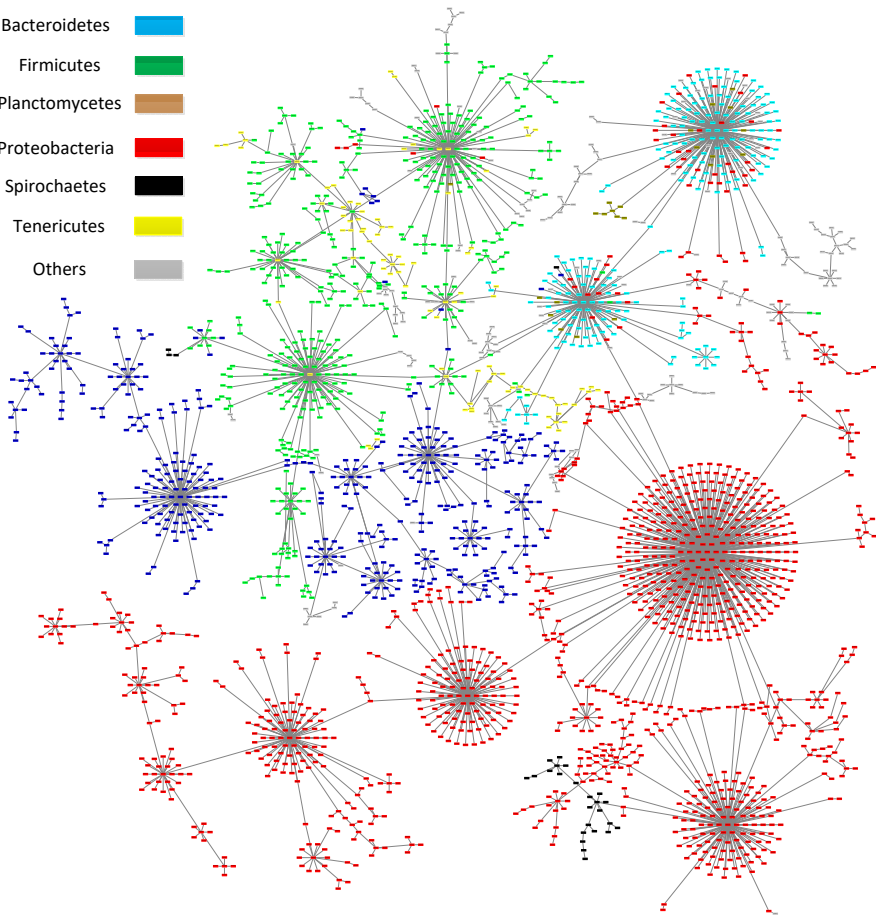 Bacteroidetes
Firmicutes
Planctomycetes
Proteobacteria
Spirochaetes
Tenericutes
Others